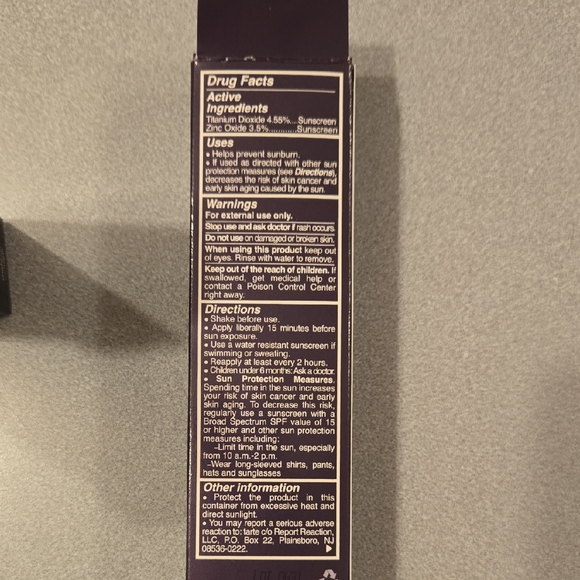 Drug Facts
Active
Ingredients
Titanium Dioxide 4.55%....Sunscreen
Zinc Oxide 3.5%............Sunscreen
Uses
• Helps prevent sunburn.
• If used as directed with other sun
protection measures (see Directions),
decreases the risk of skin cancer and
early skin aging caused by the sun.
Warnings
For external use only.
Stop use and ask doctor if rash occurs.
Do not use on damaged or broken skin.
When using this product keep out
of eyes. Rinse with water to remove.
Keep out of the reach of children. If
swallowed, get medical help or
contact a Poison Control Center
right away.
Directions
• Shake before use.
• Apply liberally 15 minutes before
sun exposure.
• Use a water resistant sunscreen if
swimming or sweating.
• Reapply at least every 2 hours.
• Children under 6 months: Ask a doctor.
• Sun Protection Measures.
Spending time in the sun increases
your risk of skin cancer and early
skin aging. To decrease this risk,
regularly use a sunscreen with a
Broad Spectrum SPF value of 15
or higher and other sun protection
measures including:
–Limit time in the sun, especially
from 10 a.m.-2 p.m.
–Wear long-sleeved shirts, pants,
hats and sunglasses
Other information
• Protect the product in this
container from excessive heat and
direct sunlight.
• You may report a serious adverse
reaction to: tarte c/o Report Reaction,
LLC, P.O. Box 22, Plainsboro, NJ
08536-0222.